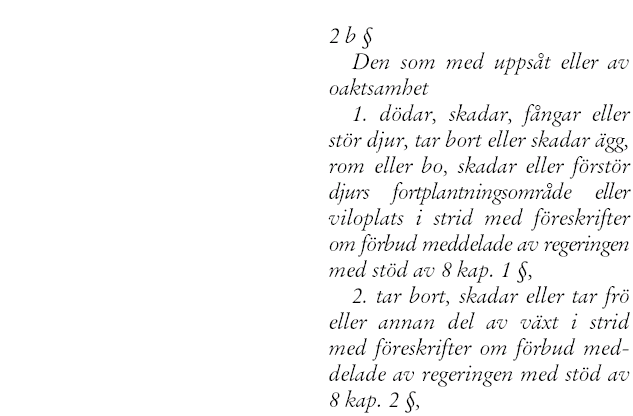 2 b §
Den som med uppsåt eller av
oaktsamhet
1. dödar, skadar, fångar eller
stör djur, tar bort eller skadar ägg,
rom eller bo, skadar eller förstör
djurs fortplantningsområde eller
viloplats i strid med föreskrifter
om förbud meddelade av regeringen
med stöd av 8 kap. 1 §,
2. tar bort, skadar eller tar frö
eller annan del av växt i strid
med föreskrifter om förbud med-
delade av regeringen med stöd av
8 kap. 2 §,